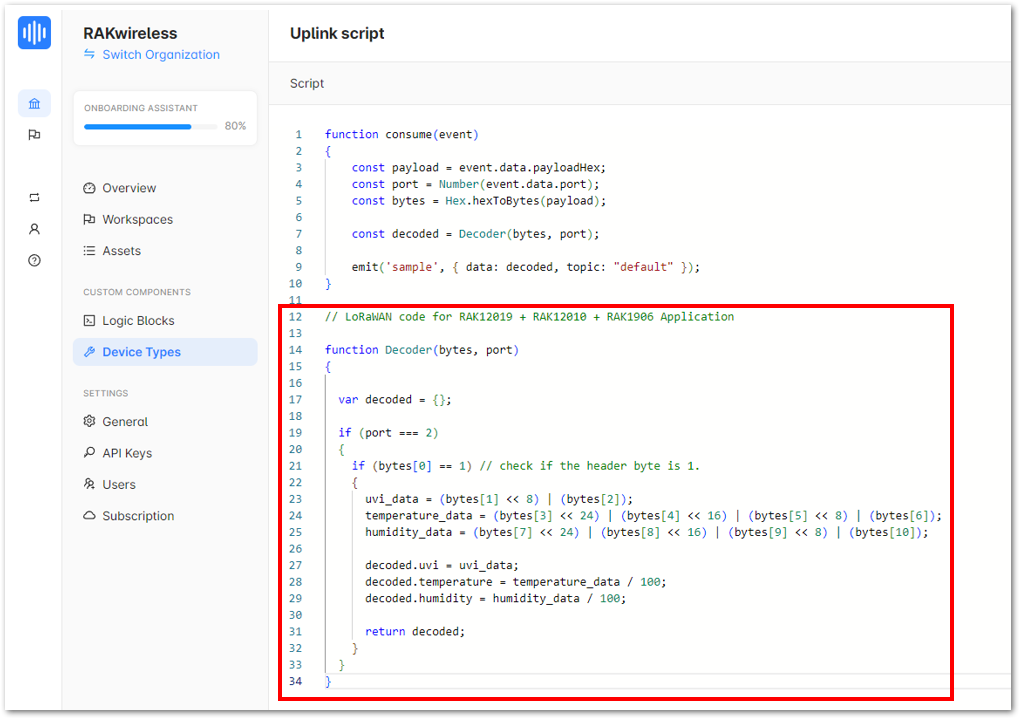 RAKwireless
Switch Organization
ONBOARDING ASSISTANT
80%
Overview
Workspaces
Assets
CUSTOM COMPONENTS
Logic Blocks
Device Types
SETTINGS
General
API Keys
Users
Subscription
Uplink script
Script
1 function consume(event)
2 {
3 const payload = event.data.payloadHex;
4 const port = Number(event.data.port);
5 const bytes = Hex.hexToBytes(payload);
6
7 const decoded = Decoder(bytes, port);
8
9 emit('sample', { data: decoded, topic: "default" });
10 }
11
12 // LoRaWAN code for RAK12019 + RAK12010 + RAK1906 Application
13
14 function Decoder(bytes, port)
15 {
16
17 var decoded = {};
18
19 if (port === 2)
20 {
21 if (bytes[0] == 1) // check if the header byte is 1.
22 {
23 uvi_data = (bytes[1] << 8) | (bytes[2]);
24 temperature_data = (bytes[3] << 24) | (bytes[4] << 16) | (bytes[5] << 8) | (bytes[6]);
25 humidity_data = (bytes[7] << 24) | (bytes[8] << 16) | (bytes[9] << 8) | (bytes[10]);
26
27 decoded.uvi = uvi_data;
28 decoded.temperature = temperature_data / 100;
29 decoded.humidity = humidity_data / 100;
30
31 return decoded;
32 }
33 }
34 }